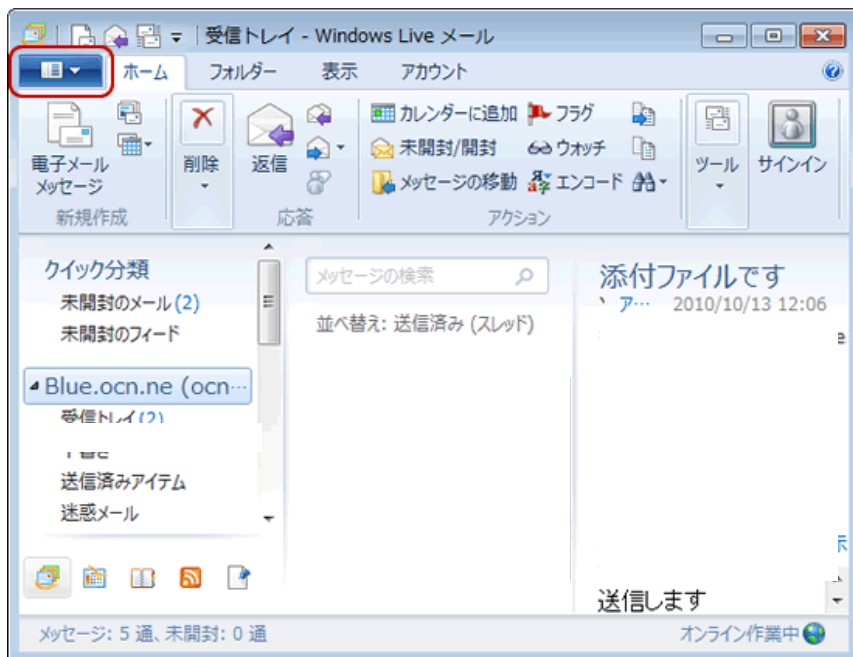 受信トレイ - Windows Live メール
ホーム フォルダー 表示 アカウント
電子メール
メッセージ
新規作成
削除
返信
応答
カレンダーに追加 フラグ
未開封/開封 ウォッチ
メッセージの移動 エンコード
アクション
ツール
サインイン
クイック分類
未開封のメール (2)
未開封のフィード
Blue.ocn.ne (ocn…
受信トレイ (2)
送信済みアイテム
迷惑メール
メッセージの検索
並べ替え: 送信済み (スレッド)
添付ファイルです
ア… 2010/10/13 12:06
送信します
メッセージ: 5 通、未開封: 0 通
オンライン作業中